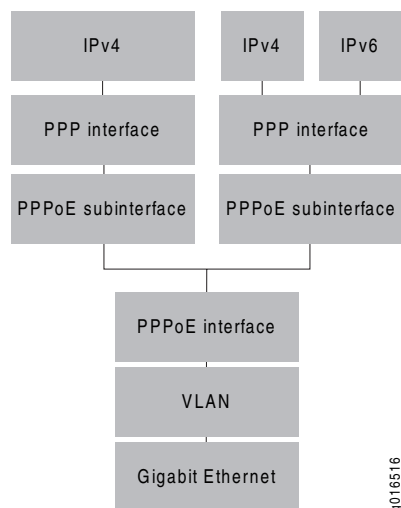 IPv4
IPv4
IPv6
PPP interface
PPP interface
PPPoE subinterface
PPPoE subinterface
PPPoE interface
VLAN
Gigabit Ethernet
g016516